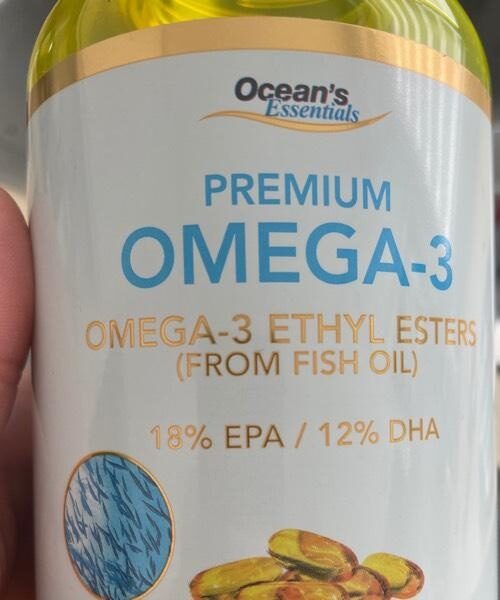 Ocean's
Essentials
PREMIUM
OMEGA-3
OMEGA-3 ETHYL ESTERS
(FROM FISH OIL)
18% EPA / 12% DHA